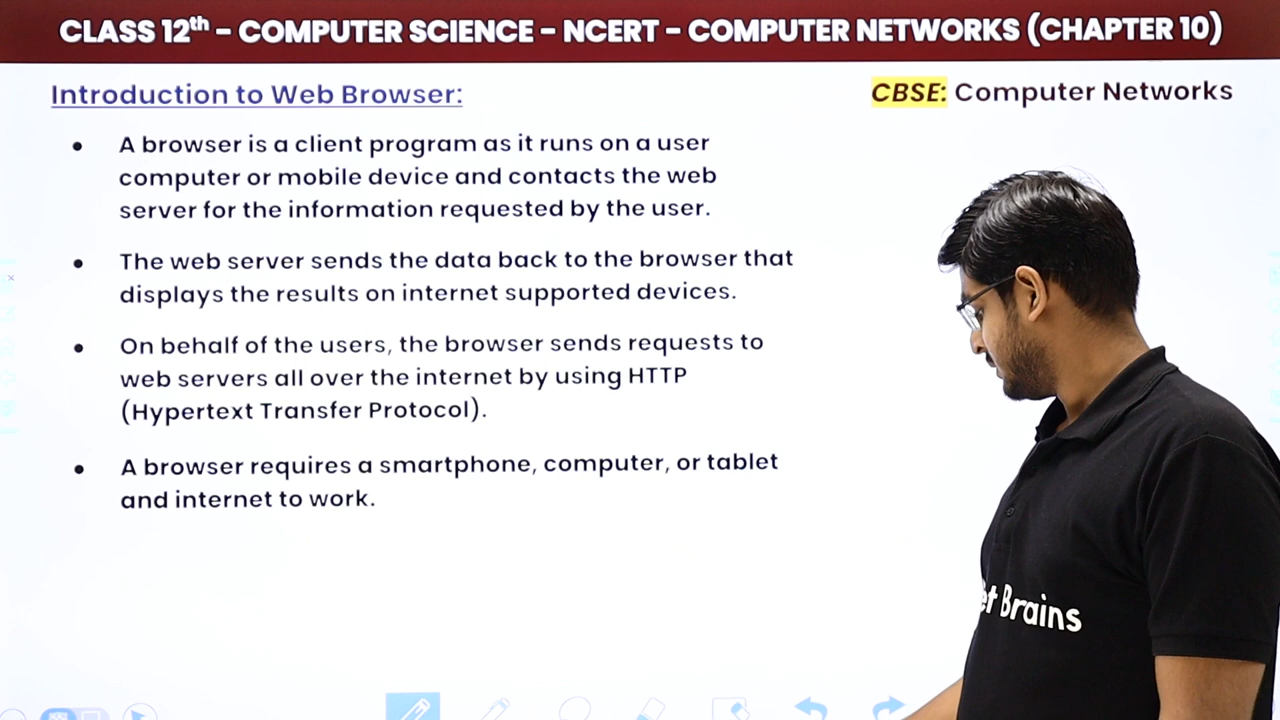 CLASS 12th – COMPUTER SCIENCE – NCERT – COMPUTER NETWORKS (CHAPTER 10)
Introduction to Web Browser:
CBSE: Computer Networks
• A browser is a client program as it runs on a user
computer or mobile device and contacts the web
server for the information requested by the user.
• The web server sends the data back to the browser that
displays the results on internet supported devices.
• On behalf of the users, the browser sends requests to
web servers all over the internet by using HTTP
(Hypertext Transfer Protocol).
• A browser requires a smartphone, computer, or tablet
and internet to work.
Brains